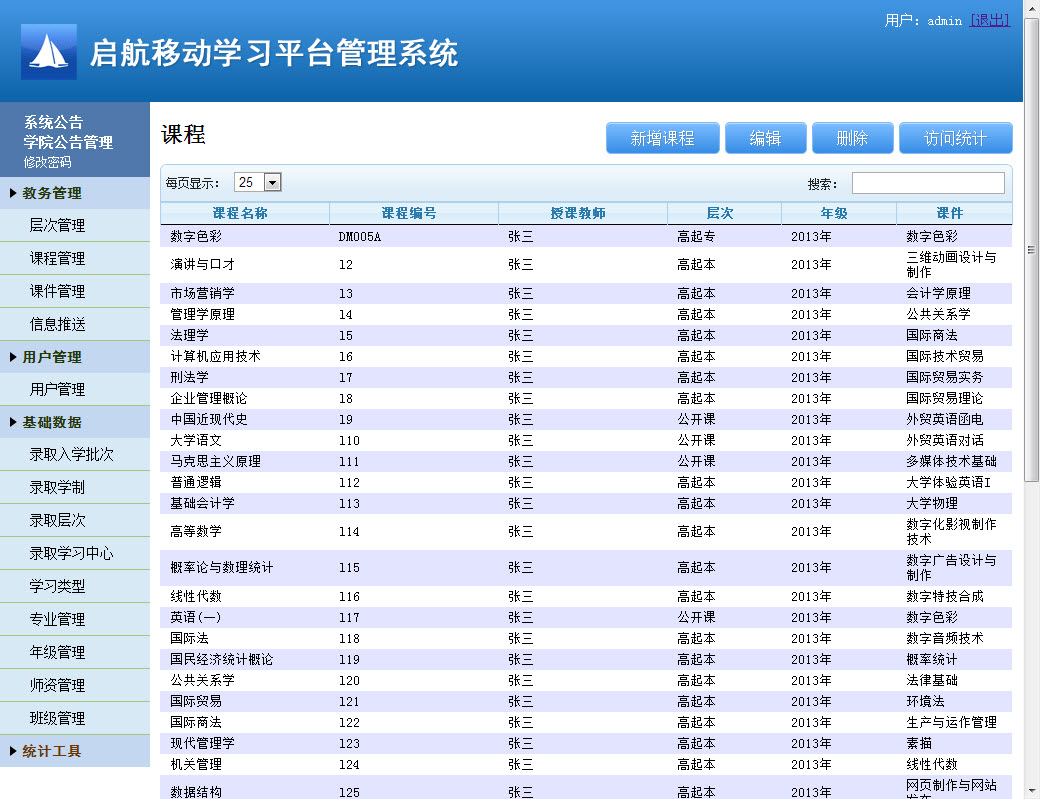 用户: admin [退出]
启航移动学习平台管理系统
系统公告
学院公告管理
修改密码
教务管理
层次管理
课程管理
课件管理
信息推送
用户管理
用户管理
基础数据
录取入学批次
录取学制
录取层次
录取学习中心
学习类型
专业管理
年级管理
师资管理
班级管理
统计工具
课程
新增课程 编辑 删除 访问统计
每页显示: 25 搜索:
课程名称 课程编号 授课教师 层次 年级 课件
数字色彩 DM005A 张三 高起专 2013年 数字色彩
演讲与口才 12 张三 高起本 2013年 三维动画设计与
制作
市场营销学 13 张三 高起本 2013年 会计学原理
管理学原理 14 张三 高起本 2013年 公共关系学
法理学 15 张三 高起本 2013年 国际商法
计算机应用技术 16 张三 高起本 2013年 国际技术贸易
刑法学 17 张三 高起本 2013年 国际贸易实务
企业管理概论 18 张三 高起本 2013年 国际贸易理论
中国近现代史 19 张三 公开课 2013年 外贸英语函电
大学语文 110 张三 公开课 2013年 外贸英语对话
马克思主义原理 111 张三 公开课 2013年 多媒体技术基础
普通逻辑 112 张三 高起本 2013年 大学体验英语I
基础会计学 113 张三 高起本 2013年 大学物理
高等数学 114 张三 高起本 2013年 数字化影视制作
技术
概率论与数理统计 115 张三 高起本 2013年 数字广告设计与
制作
线性代数 116 张三 高起本 2013年 数字特技合成
英语(一) 117 张三 公开课 2013年 数字色彩
国际法 118 张三 高起本 2013年 数字音频技术
国民经济统计概论 119 张三 高起本 2013年 概率统计
公共关系学 120 张三 高起本 2013年 法律基础
国际贸易 121 张三 高起本 2013年 环境法
国际商法 122 张三 高起本 2013年 生产与运作管理
现代管理学 123 张三 高起本 2013年 素描
机关管理 124 张三 高起本 2013年 线性代数
数据结构 125 张三 高起本 2013年 网页制作与网站